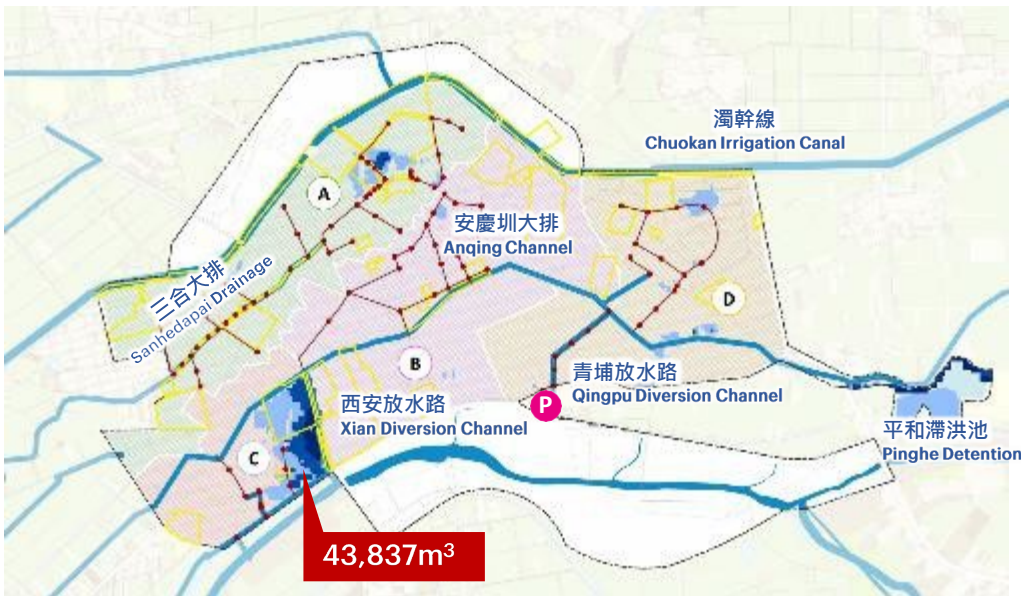 濁幹線
Chuokan Irrigation Canal
A
安慶圳大排
Anqing Channel
三合大排
Sanhedapai Drainage
D
B
青埔放水路
Qingpu Diversion Channel
P
西安放水路
Xian Diversion Channel
平和滯洪池
Pinghe Detention
C
43,837m³